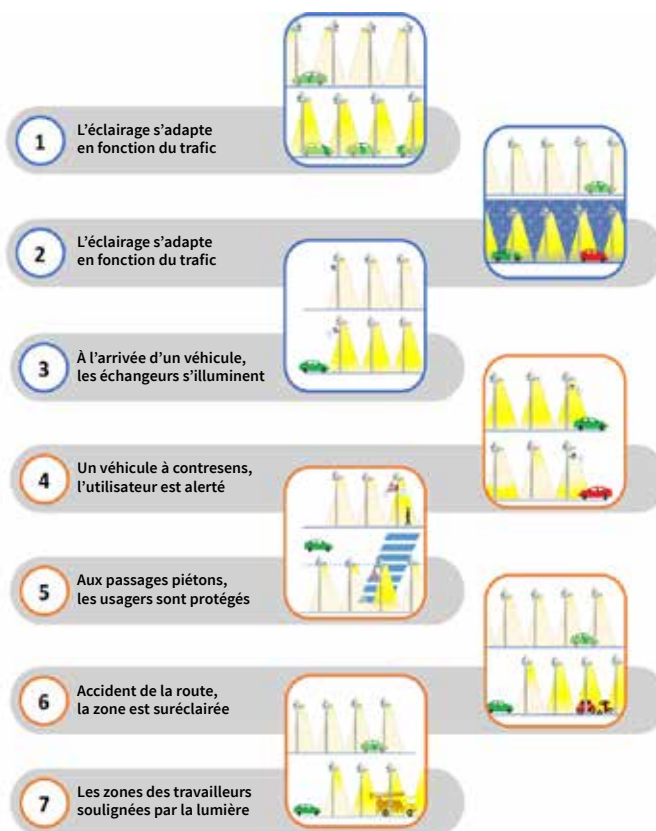 1
L’éclairage s’adapte
en fonction du trafic
2
L’éclairage s’adapte
en fonction du trafic
3
À l’arrivée d’un véhicule,
les échangeurs s’illuminent
4
Un véhicule à contresens,
l’utilisateur est alerté
5
Aux passages piétons,
les usagers sont protégés
6
Accident de la route,
la zone est suréclairée
7
Les zones des travailleurs
soulignées par la lumière